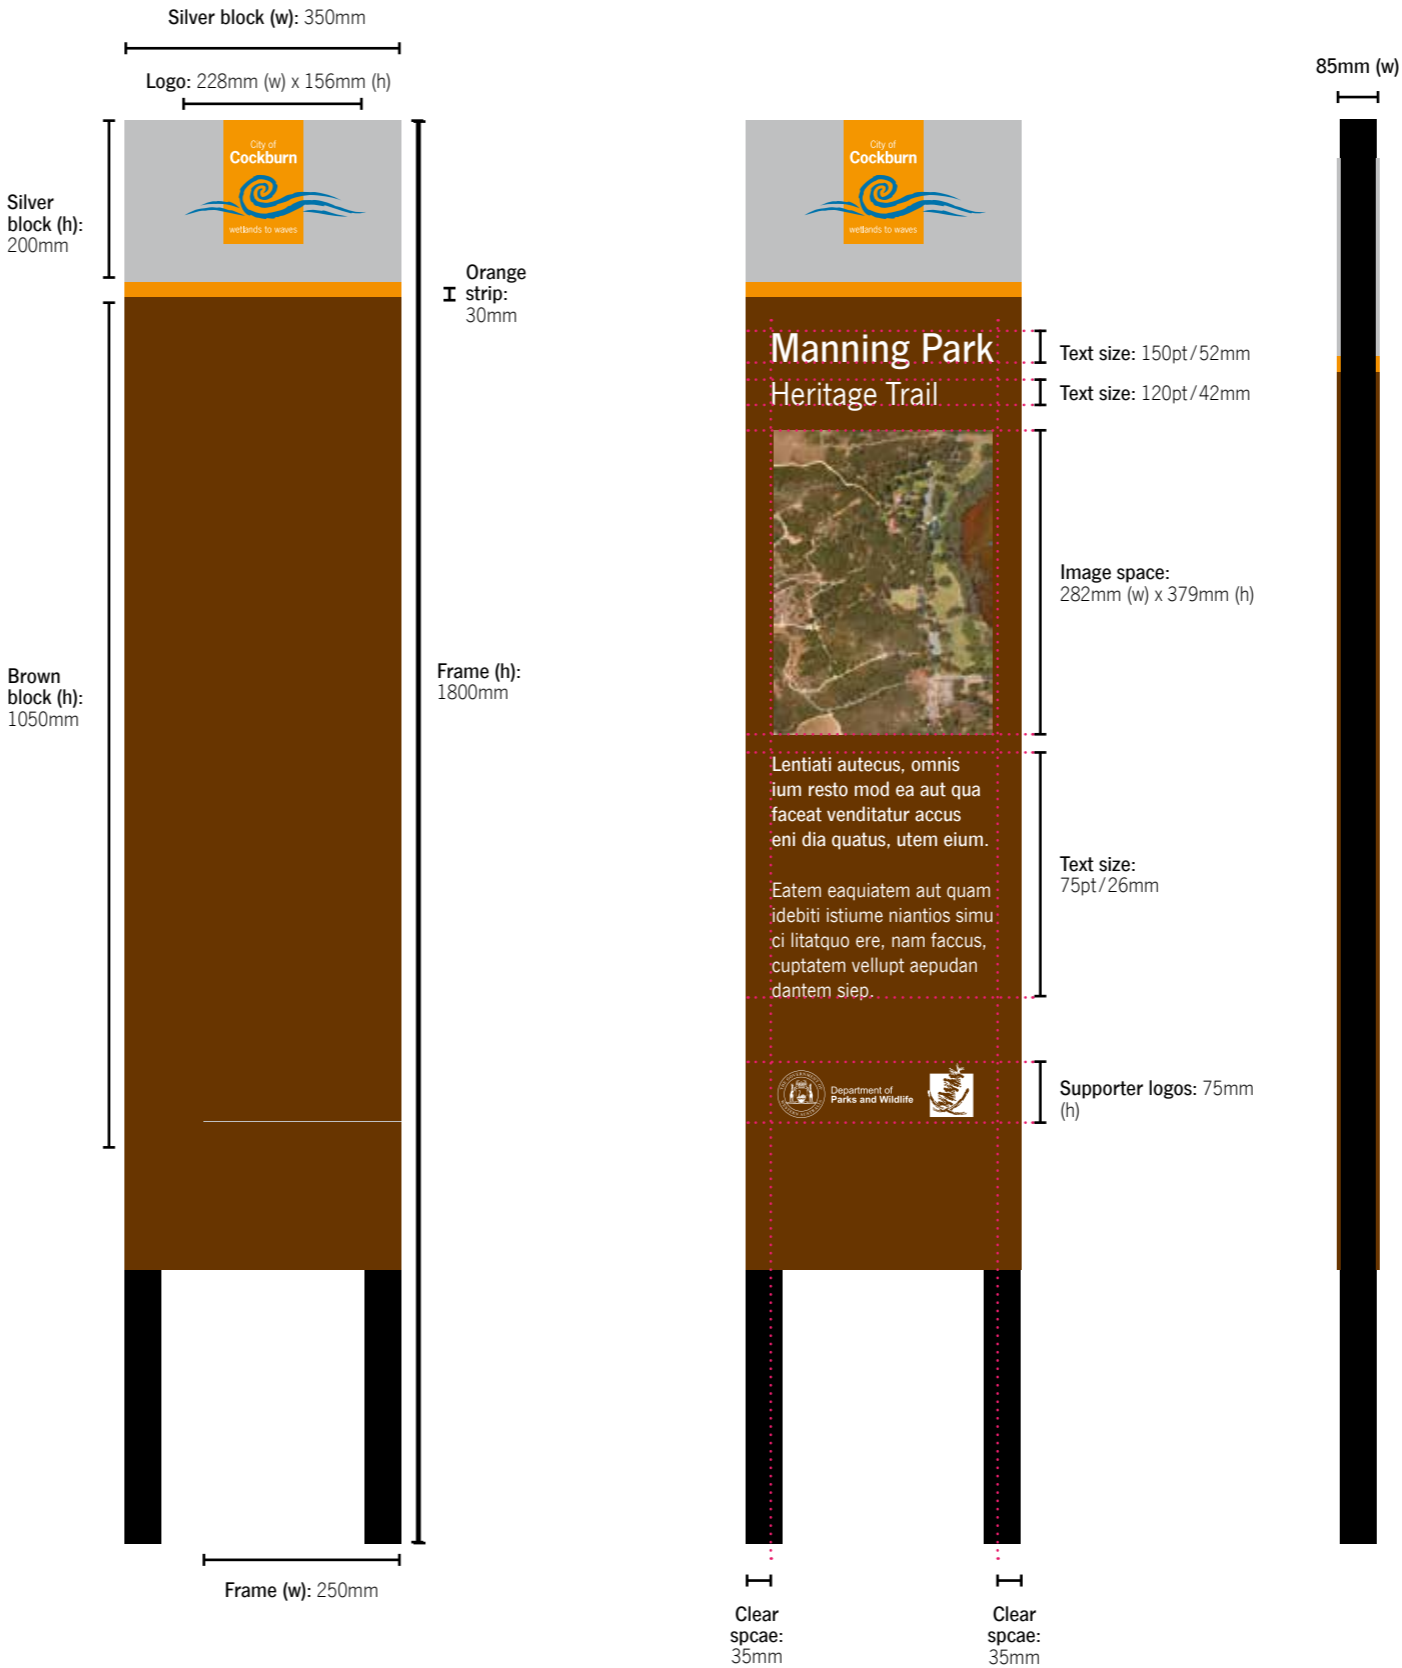 Silver block (w): 350mm
Logo: 228mm (w) x 156mm (h)
85mm (w)
City of
Cockburn
wetlands to waves
Silver
block (h):
200mm
Orange
strip:
30mm
Brown
block (h):
1050mm
Frame (h):
1800mm
Frame (w): 250mm
City of
Cockburn
wetlands to waves
Manning Park
Heritage Trail
Text size: 150pt/52mm
Text size: 120pt/42mm
Image space:
282mm (w) x 379mm (h)
Lentiati autecus, omnis
ium resto mod ea aut qua
faceat venditatur accus
eni dia quatus, utem eium.
Eatem eaquiatem aut quam
idebiti istiume niantios simu
ci litatquo ere, nam faccus,
cuptatem vellupt aepudan
dantem siep.
Text size:
75pt/26mm
Department of
Parks and Wildlife
Supporter logos: 75mm
(h)
Clear
spcae:
35mm
Clear
spcae:
35mm